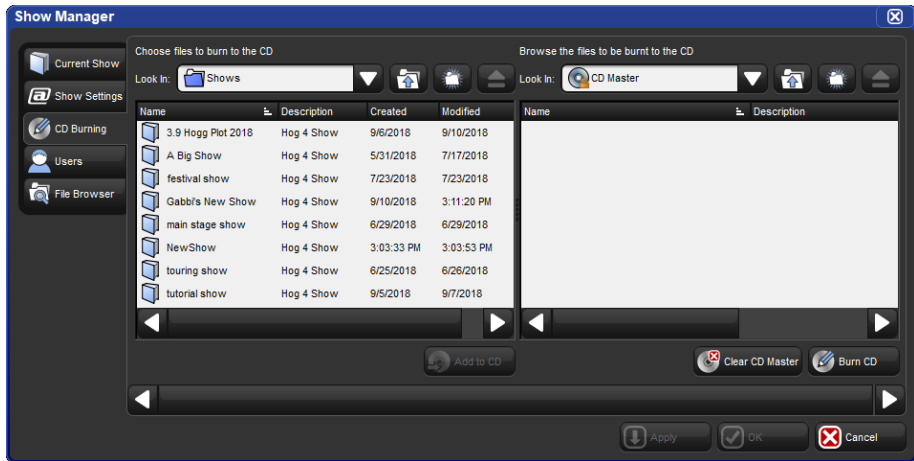 Show Manager
Current Show
Show Settings
CD Burning
Users
File Browser
Choose files to burn to the CD
Look In: Shows
Name Description Created Modified
3.9 Hogg Plot 2018 Hog 4 Show 9/6/2018 9/10/2018
A Big Show Hog 4 Show 5/31/2018 7/17/2018
festival show Hog 4 Show 7/23/2018 7/23/2018
Gabbi's New Show Hog 4 Show 9/10/2018 3:11:20 PM
main stage show Hog 4 Show 6/29/2018 6/29/2018
NewShow Hog 4 Show 3:03:33 PM 3:03:53 PM
touring show Hog 4 Show 6/25/2018 6/26/2018
tutorial show Hog 4 Show 9/5/2018 9/7/2018
Add to CD
Browse the files to be burnt to the CD
Look In: CD Master
Name Description
Clear CD Master Burn CD
Apply OK Cancel